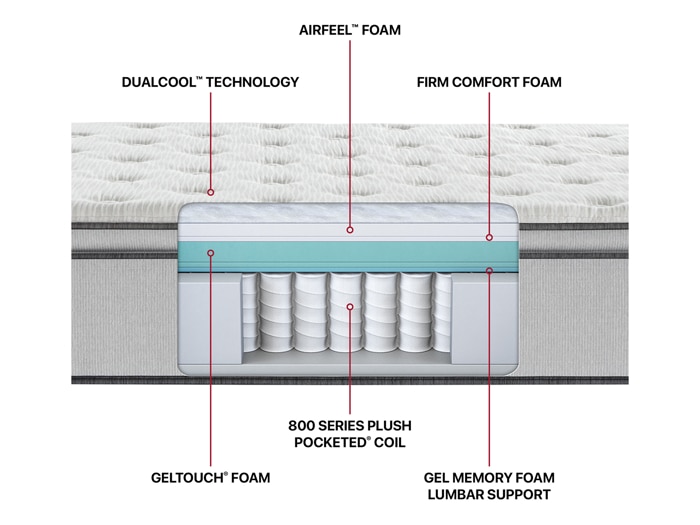 AIRFEEL™ FOAM
DUALCOOL™ TECHNOLOGY
FIRM COMFORT FOAM
800 SERIES PLUSH
POCKETED® COIL
GELTOUCH® FOAM
GEL MEMORY FOAM
LUMBAR SUPPORT